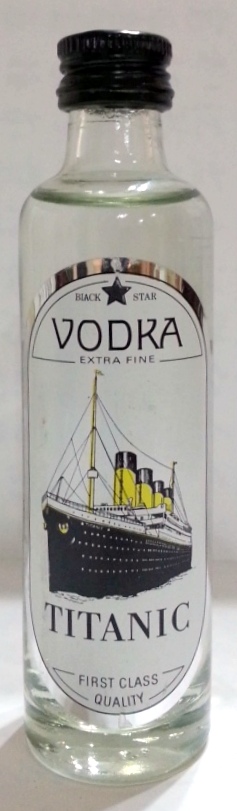 BLACK STAR
VODKA
EXTRA FINE
TITANIC
FIRST CLASS
QUALITY